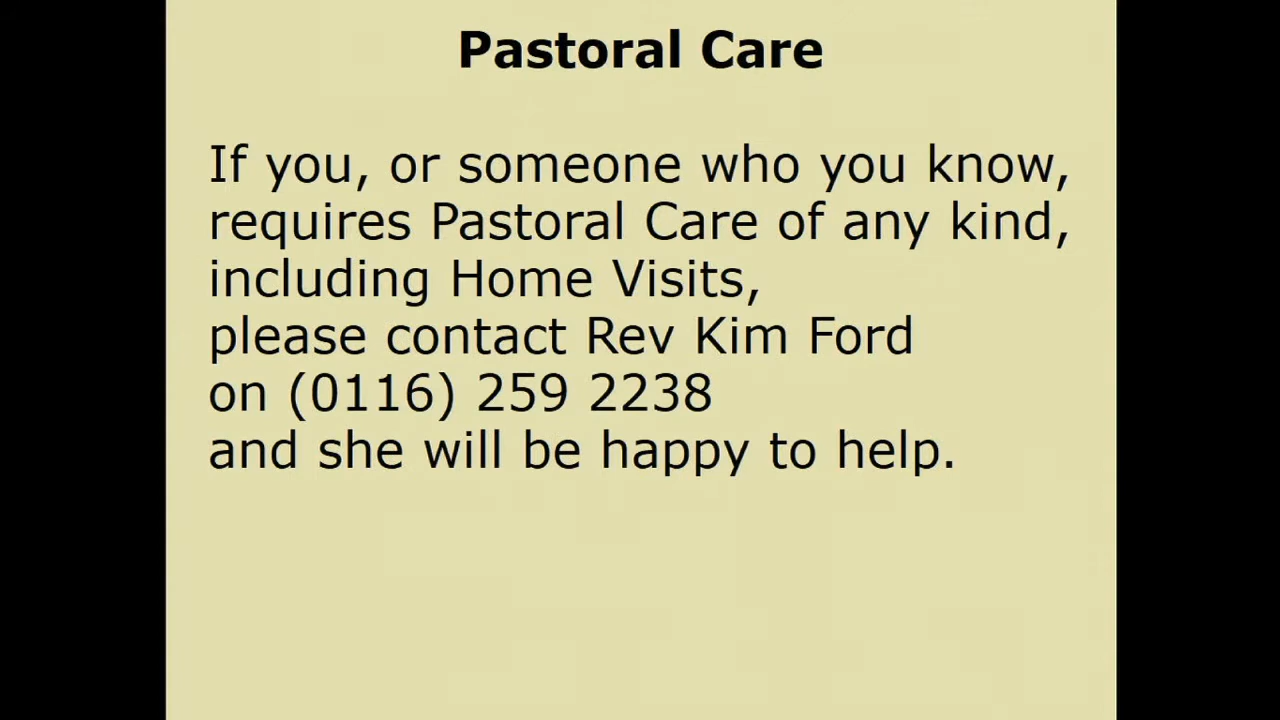 Pastoral Care
If you, or someone who you know,
requires Pastoral Care of any kind,
including Home Visits,
please contact Rev Kim Ford
on (0116) 259 2238
and she will be happy to help.